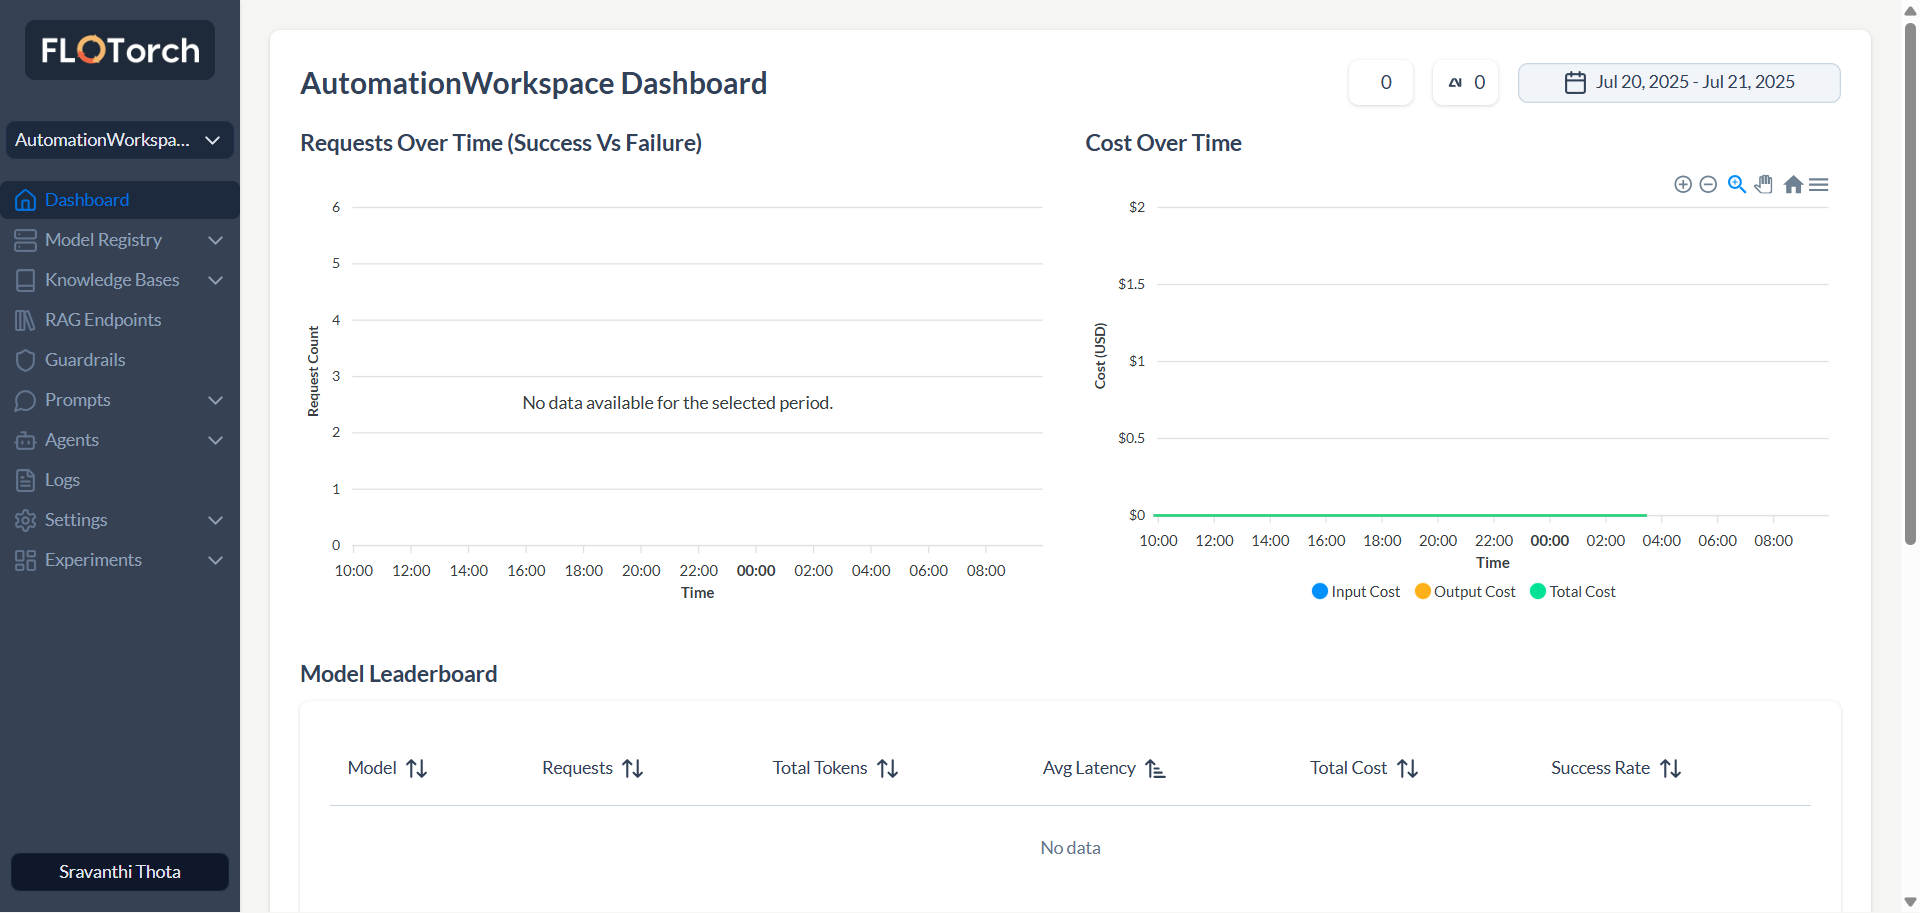 FLOTorch
AutomationWorkspa...
Dashboard
Model Registry
Knowledge Bases
RAG Endpoints
Guardrails
Prompts
Agents
Logs
Settings
Experiments
Sravanthi Thota
AutomationWorkspace Dashboard
0
0
Jul 20, 2025 - Jul 21, 2025
Requests Over Time (Success Vs Failure)
6
5
4
3
2
1
0
Request Count
No data available for the selected period.
10:00 12:00 14:00 16:00 18:00 20:00 22:00 00:00 02:00 04:00 06:00 08:00
Time
Cost Over Time
$2
$1.5
$1
$0.5
$0
Cost (USD)
10:00 12:00 14:00 16:00 18:00 20:00 22:00 00:00 02:00 04:00 06:00 08:00
Time
Input Cost Output Cost Total Cost
Model Leaderboard
Model Requests Total Tokens Avg Latency Total Cost Success Rate
No data